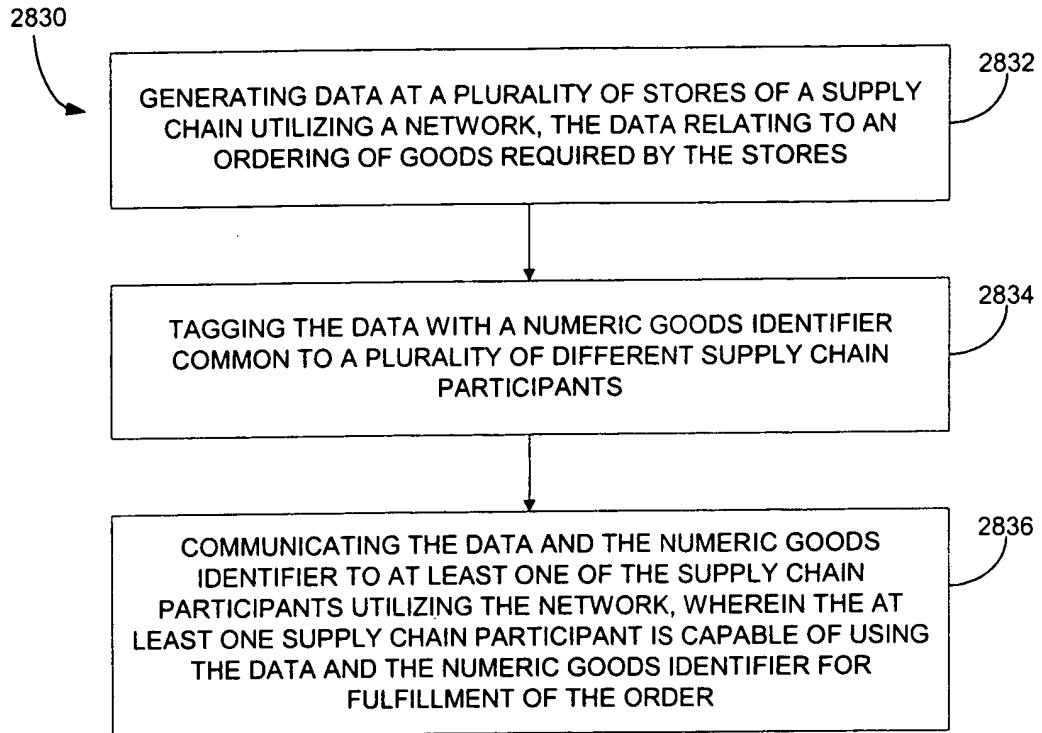 2830
2832
GENERATING DATA AT A PLURALITY OF STORES OF A SUPPLY
CHAIN UTILIZING A NETWORK, THE DATA RELATING TO AN
ORDERING OF GOODS REQUIRED BY THE STORES
2834
TAGGING THE DATA WITH A NUMERIC GOODS IDENTIFIER
COMMON TO A PLURALITY OF DIFFERENT SUPPLY CHAIN
PARTICIPANTS
2836
COMMUNICATING THE DATA AND THE NUMERIC GOODS
IDENTIFIER TO AT LEAST ONE OF THE SUPPLY CHAIN
PARTICIPANTS UTILIZING THE NETWORK, WHEREIN THE AT
LEAST ONE SUPPLY CHAIN PARTICIPANT IS CAPABLE OF USING
THE DATA AND THE NUMERIC GOODS IDENTIFIER FOR
FULFILLMENT OF THE ORDER